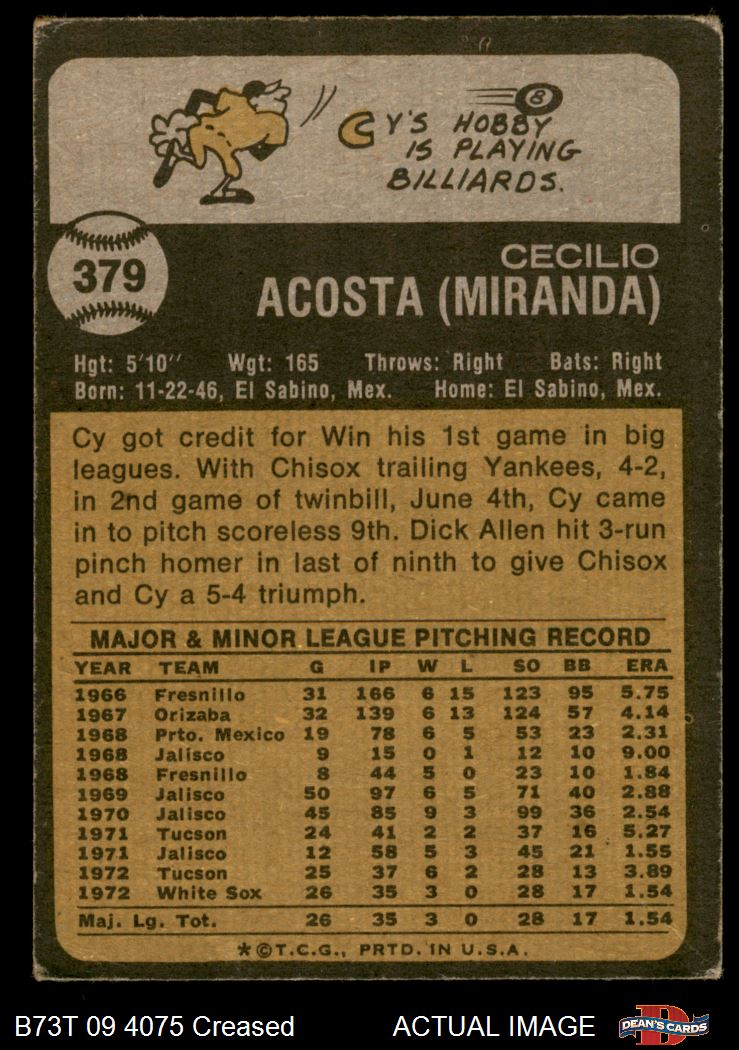 8
CY'S HOBBY
IS PLAYING
BILLIARDS.
379
CECILIO
ACOSTA (MIRANDA)
Hgt: 5'10" Wgt: 165 Throws: Right Bats: Right
Born: 11-22-46, El Sabino, Mex. Home: El Sabino, Mex.
Cy got credit for Win his 1st game in big
leagues. With Chisox trailing Yankees, 4-2,
in 2nd game of twinbill, June 4th, Cy came
in to pitch scoreless 9th. Dick Allen hit 3-run
pinch homer in last of ninth to give Chisox
and Cy a 5-4 triumph.
MAJOR & MINOR LEAGUE PITCHING RECORD
YEAR TEAM G IP W L SO BB ERA
1966 Fresnillo 31 166 6 15 123 95 5.75
1967 Orizaba 32 139 6 13 124 57 4.14
1968 Prto. Mexico 19 78 6 5 53 23 2.31
1968 Jalisco 9 15 0 1 12 10 9.00
1968 Fresnillo 8 44 5 0 23 10 1.84
1969 Jalisco 50 97 6 5 71 40 2.88
1970 Jalisco 45 85 9 3 99 36 2.54
1971 Tucson 24 41 2 2 37 16 5.27
1971 Jalisco 12 58 5 3 45 21 1.55
1972 Tucson 25 37 6 2 28 13 3.89
1972 White Sox 26 35 3 0 28 17 1.54
Maj. Lg. Tot. 26 35 3 0 28 17 1.54
*©T.C.G., PRTD. IN U.S.A.
B73T 09 4075 Creased ACTUAL IMAGE
D
DEAN'S CARDS